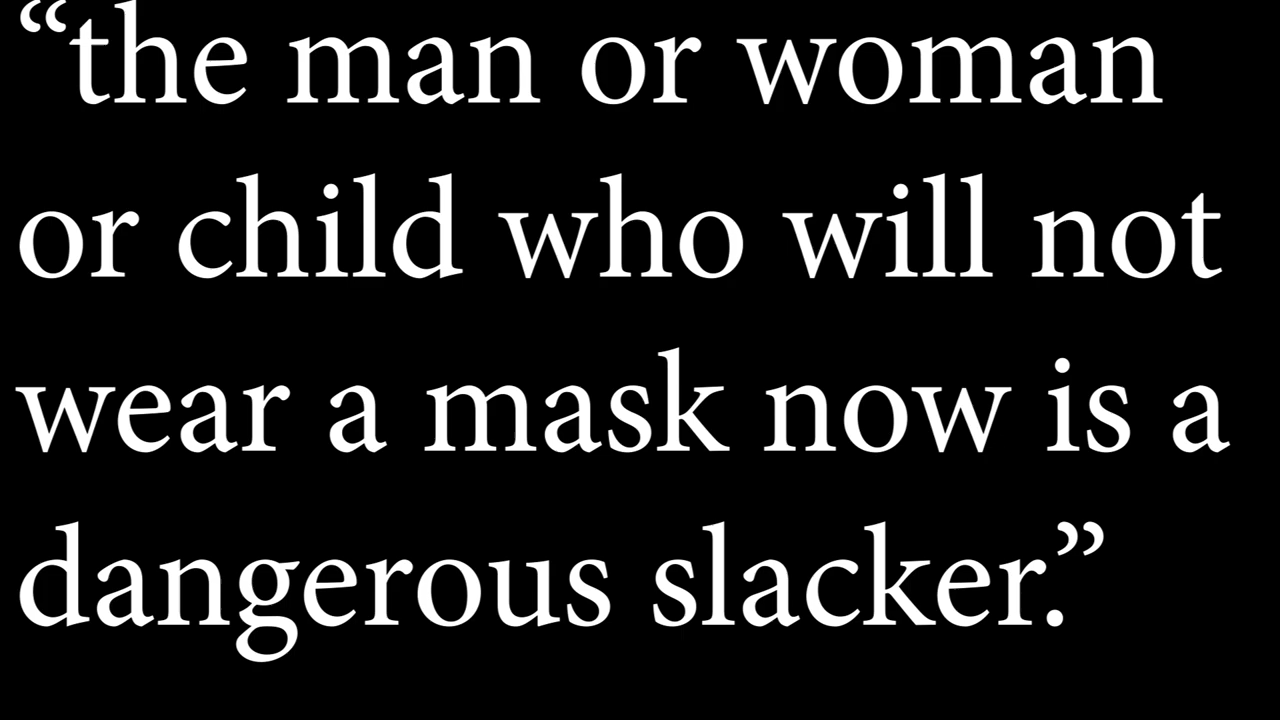 “the man or woman
or child who will not
wear a mask now is a
dangerous slacker.”